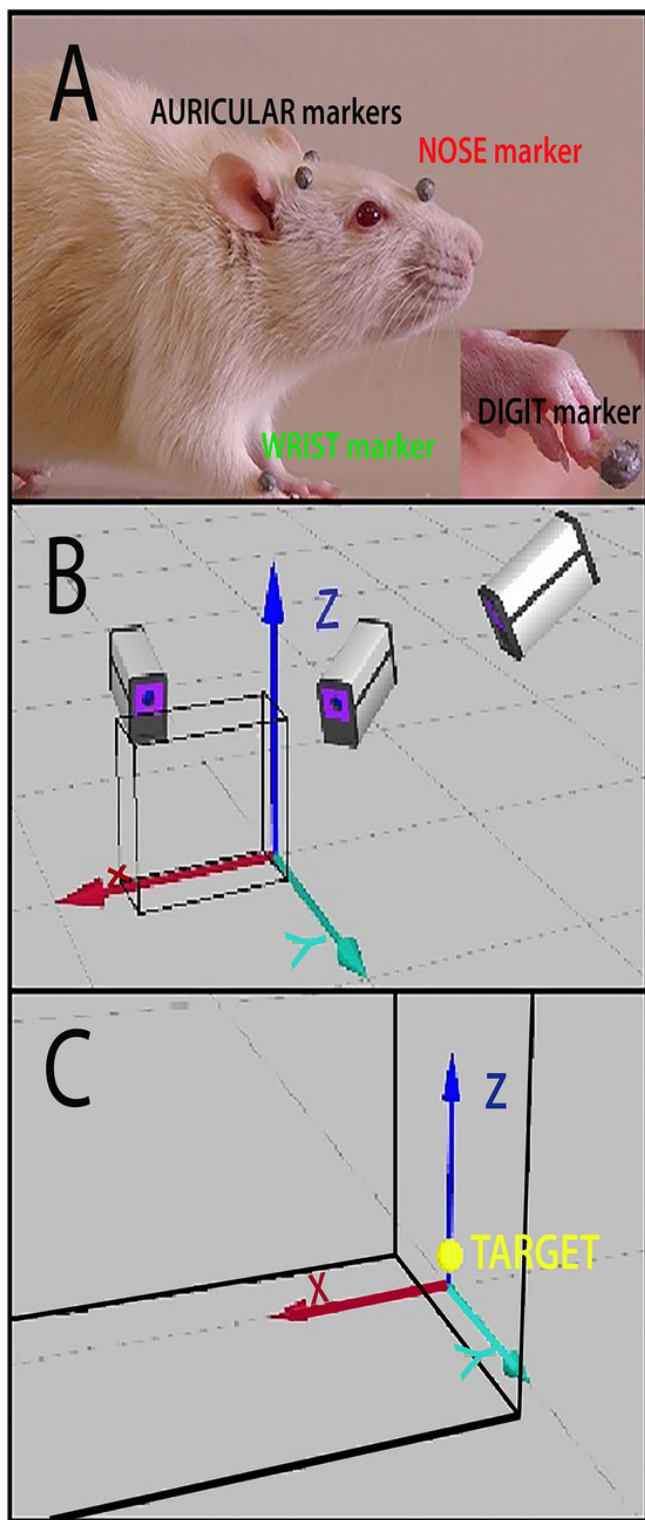 A
AURICULAR markers
NOSE marker
DIGIT marker
WRIST marker
B
Z
X
Y
C
Z
TARGET
X
Y